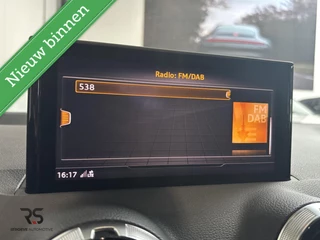 Nieuw binnen
Radio: FM/DAB
538
FM
DAB
16:17
RS